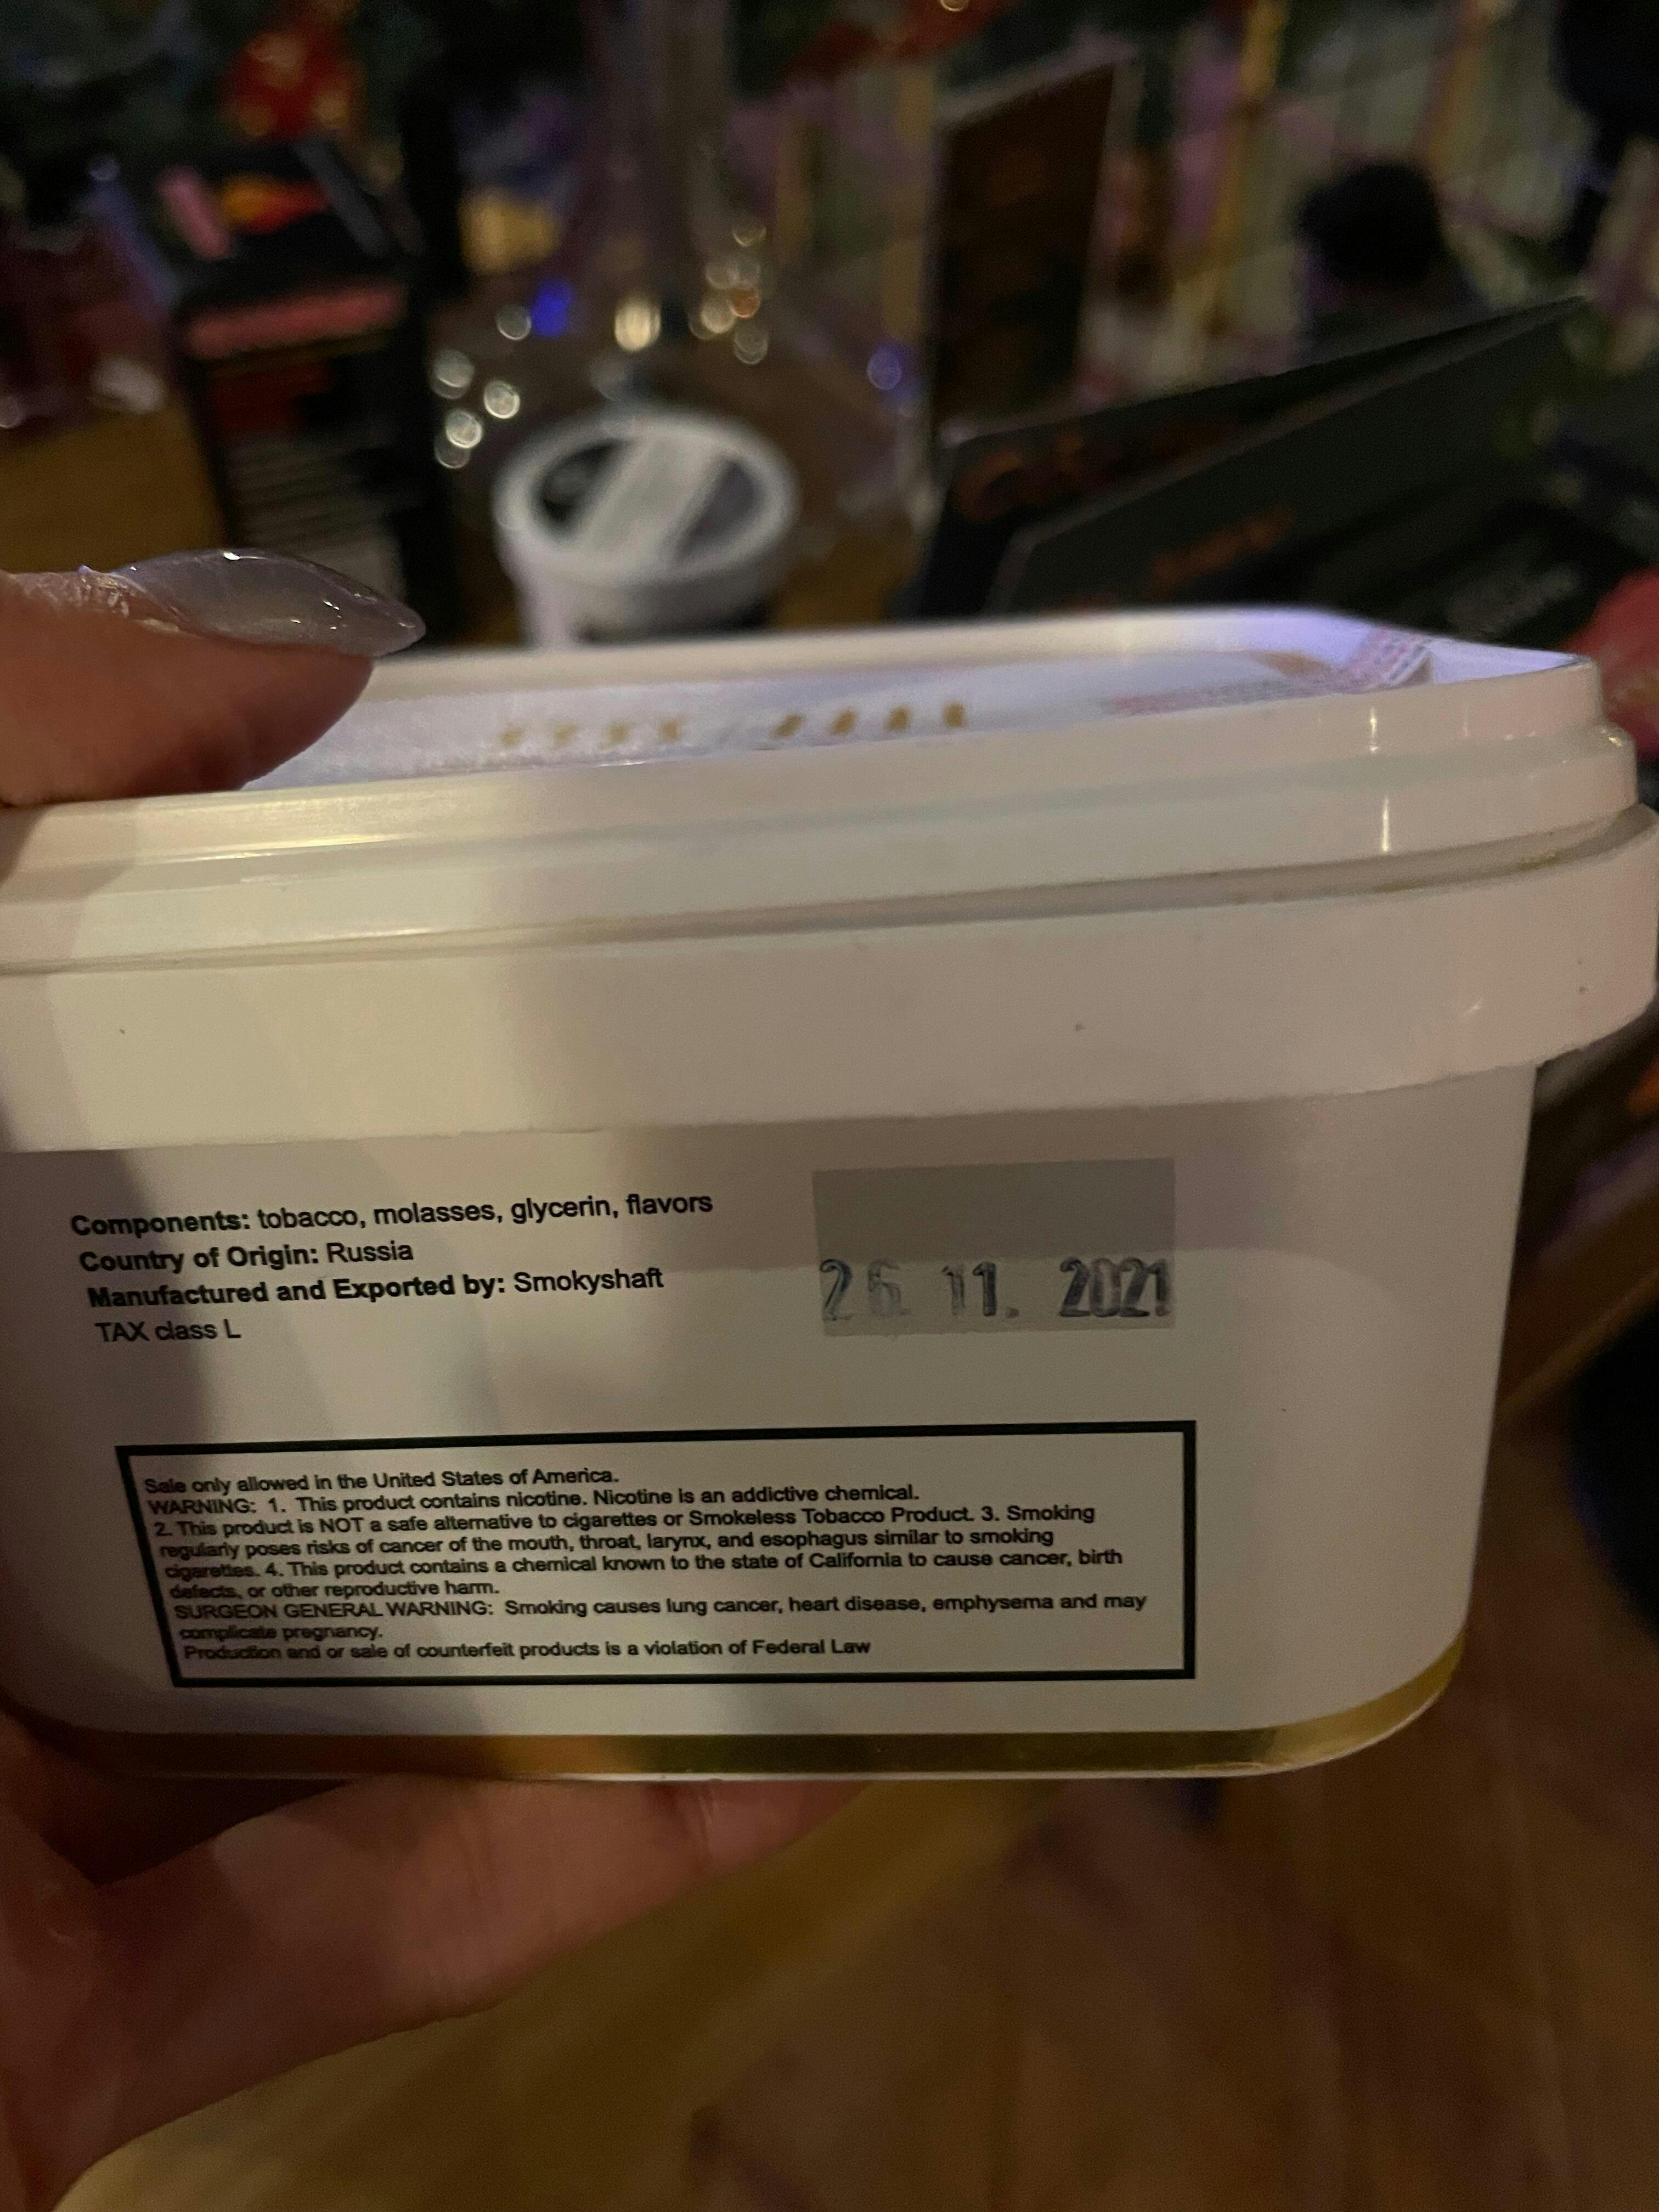 Components: tobacco, molasses, glycerin, flavors
Country of Origin: Russia
Manufactured and Exported by: Smokyshaft
TAX class L
26. 11. 2021
Sale only allowed in the United States of America.
WARNING: 1. This product contains nicotine. Nicotine is an addictive chemical.
2. This product is NOT a safe alternative to cigarettes or Smokeless Tobacco Product. 3. Smoking
regularly poses risks of cancer of the mouth, throat, larynx, and esophagus similar to smoking
cigarettes. 4. This product contains a chemical known to the state of California to cause cancer, birth
defects, or other reproductive harm.
SURGEON GENERAL WARNING: Smoking causes lung cancer, heart disease, emphysema and may
complicate pregnancy.
Production and or sale of counterfeit products is a violation of Federal Law